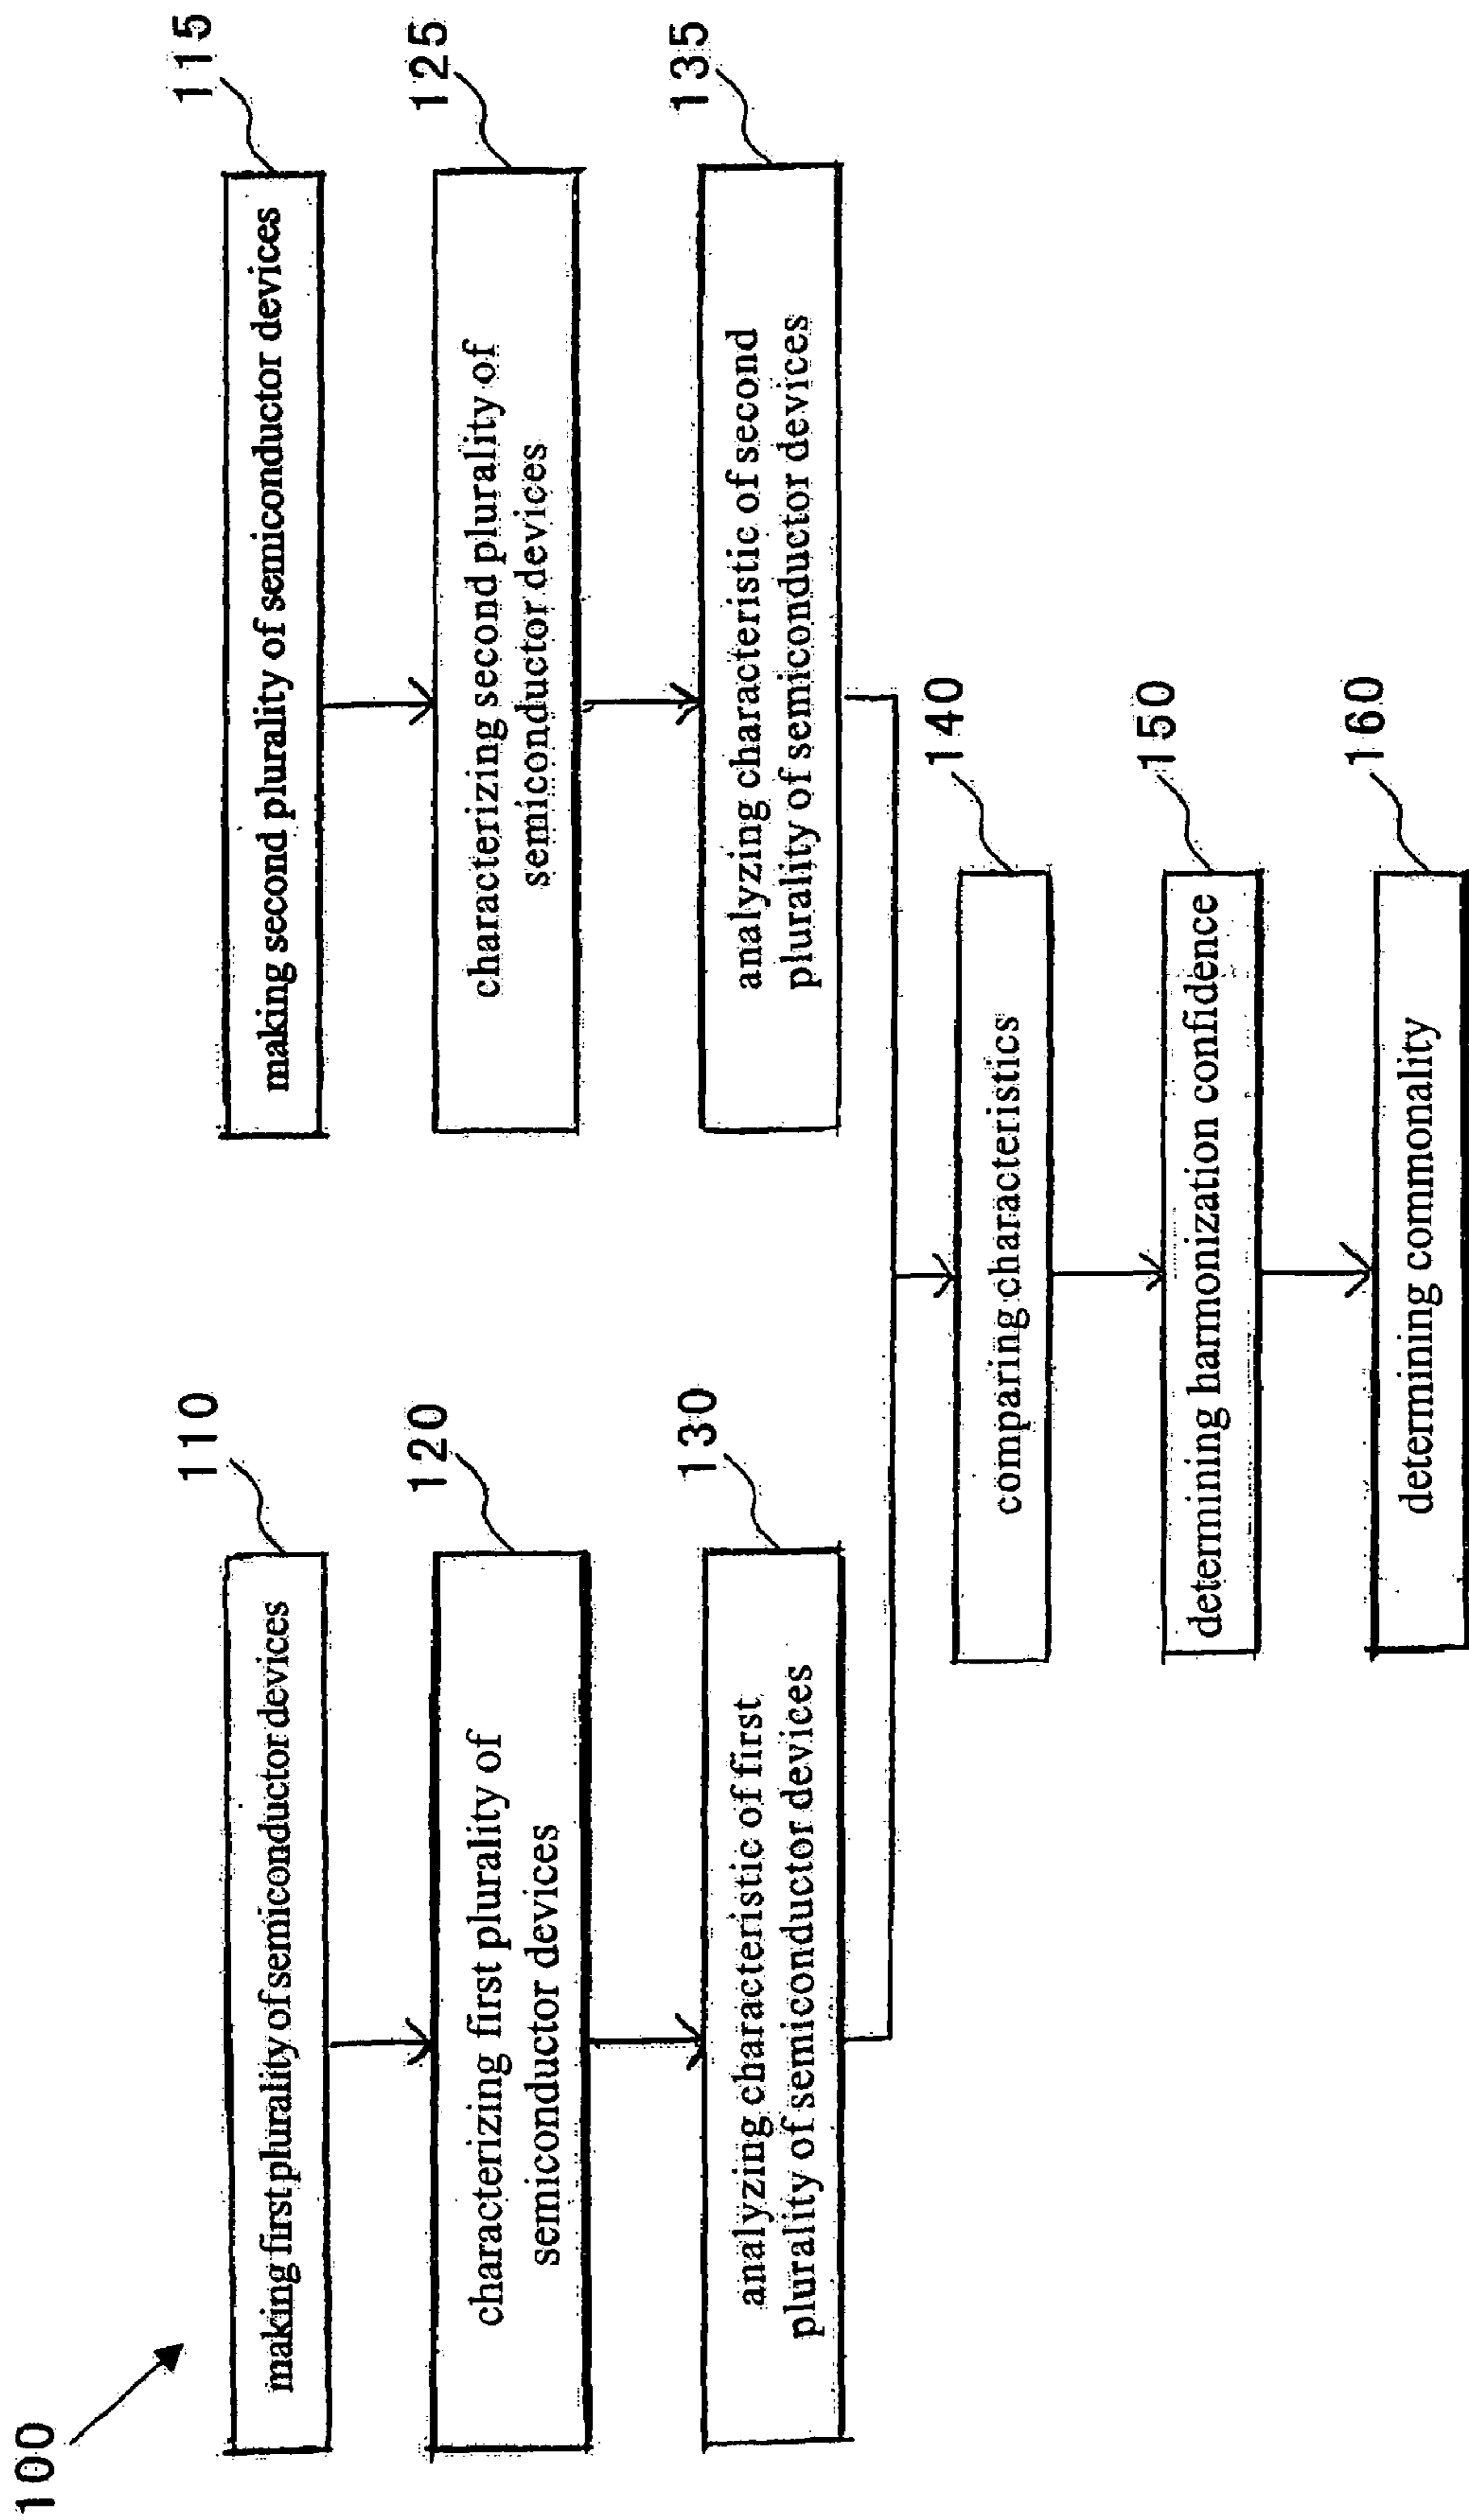 100
110
making first plurality of semiconductor devices
115
making second plurality of semiconductor devices
120
characterizing first plurality of
semiconductor devices
125
characterizing second plurality of
semiconductor devices
130
analyzing characteristic of first
plurality of semiconductor devices
135
analyzing characteristic of second
plurality of semiconductor devices
140
comparing characteristics
150
determining harmonization confidence
160
determining commonality